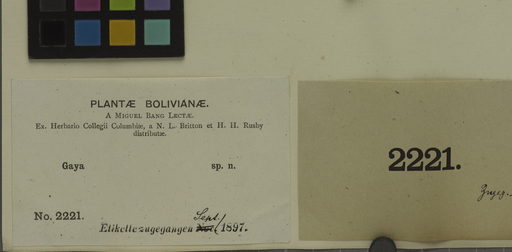 PLANTÆ BOLIVIANÆ.
A MIGUEL BANG LECTÆ.
Ex. Herbario Collegii Columbiæ, a N. L. Britton et H. H. Rusby
distributæ.
Gaya sp. n.
No. 2221.
Etikette zugegangen Sept./ 1897.
2221.